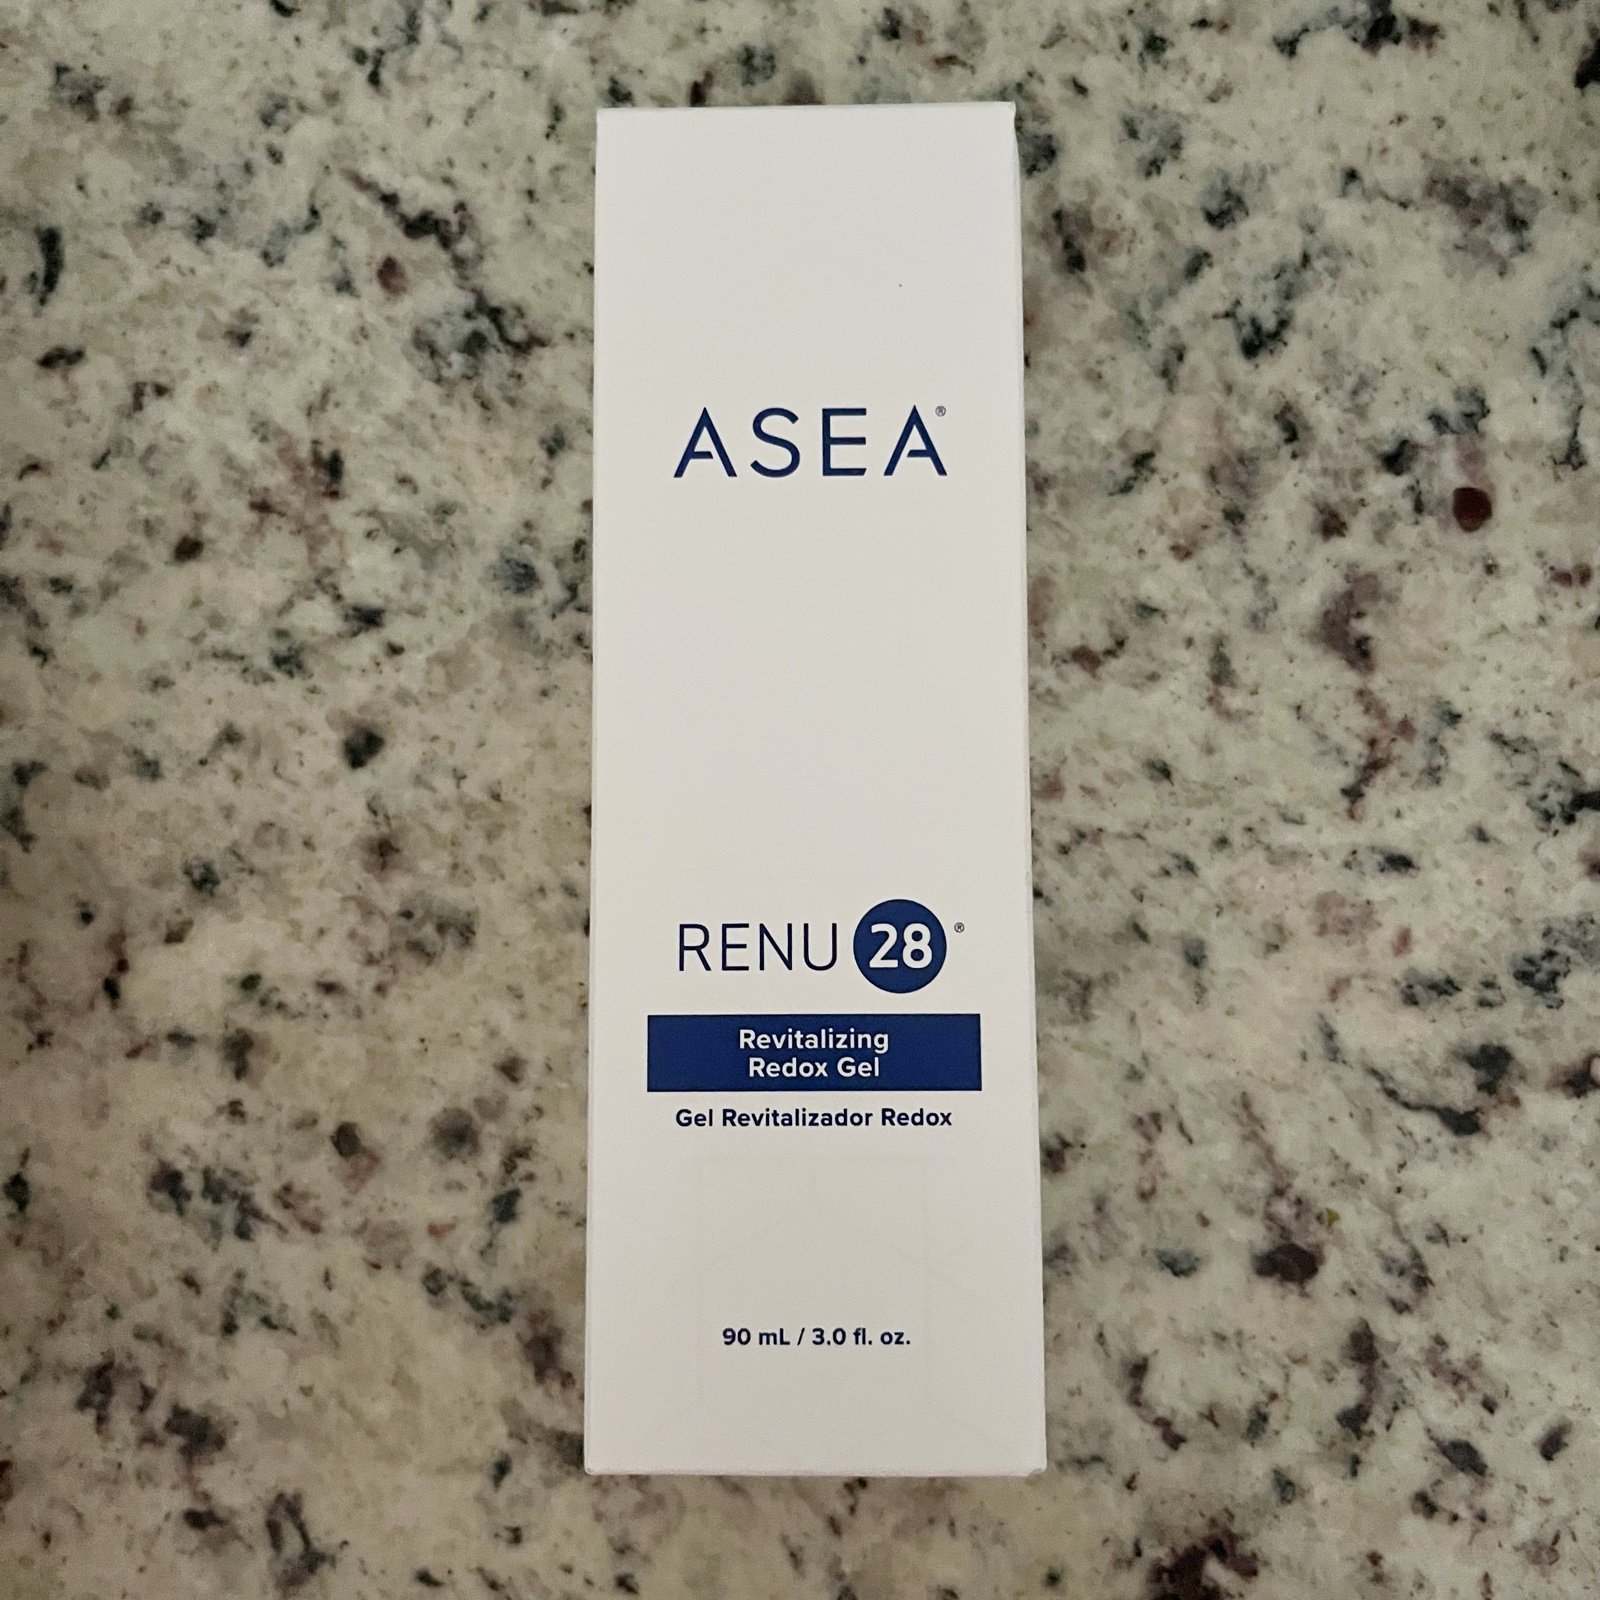 ASEA®
RENU 28®
Revitalizing
Redox Gel
Gel Revitalizador Redox
90 mL / 3.0 fl. oz.